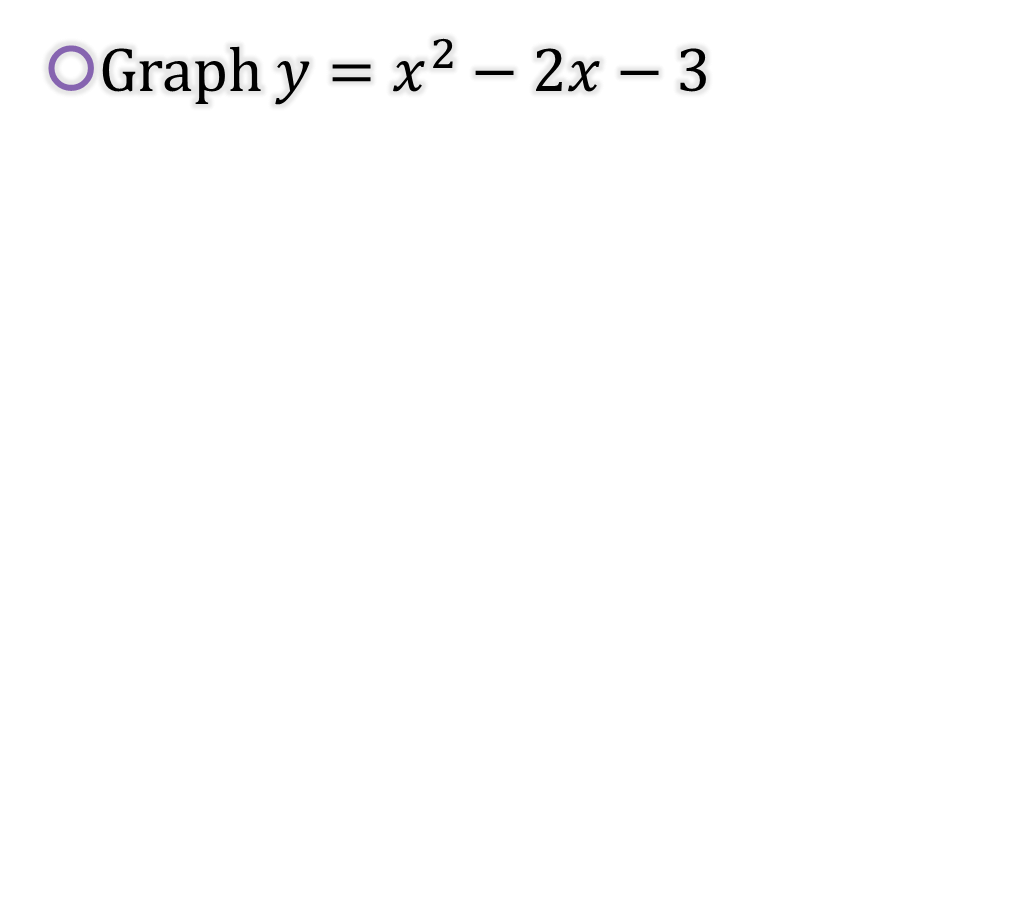 Graph y = x² – 2x – 3